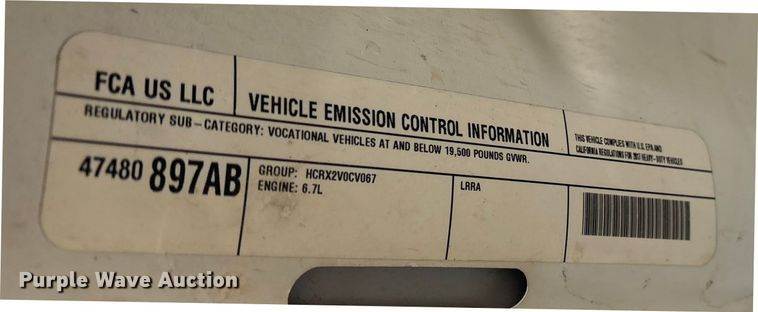 FCA US LLC
VEHICLE EMISSION CONTROL INFORMATION
THIS VEHICLE COMPLIES WITH U.S. EPA AND
CALIFORNIA REGULATIONS FOR 2017 HEAVY-DUTY VEHICLES
REGULATORY SUB-CATEGORY: VOCATIONAL VEHICLES AT AND BELOW 19,500 POUNDS GVWR.
47480 897AB
GROUP: HCRX2V0CV067
ENGINE: 6.7L
LRRA
Purple Wave Auction